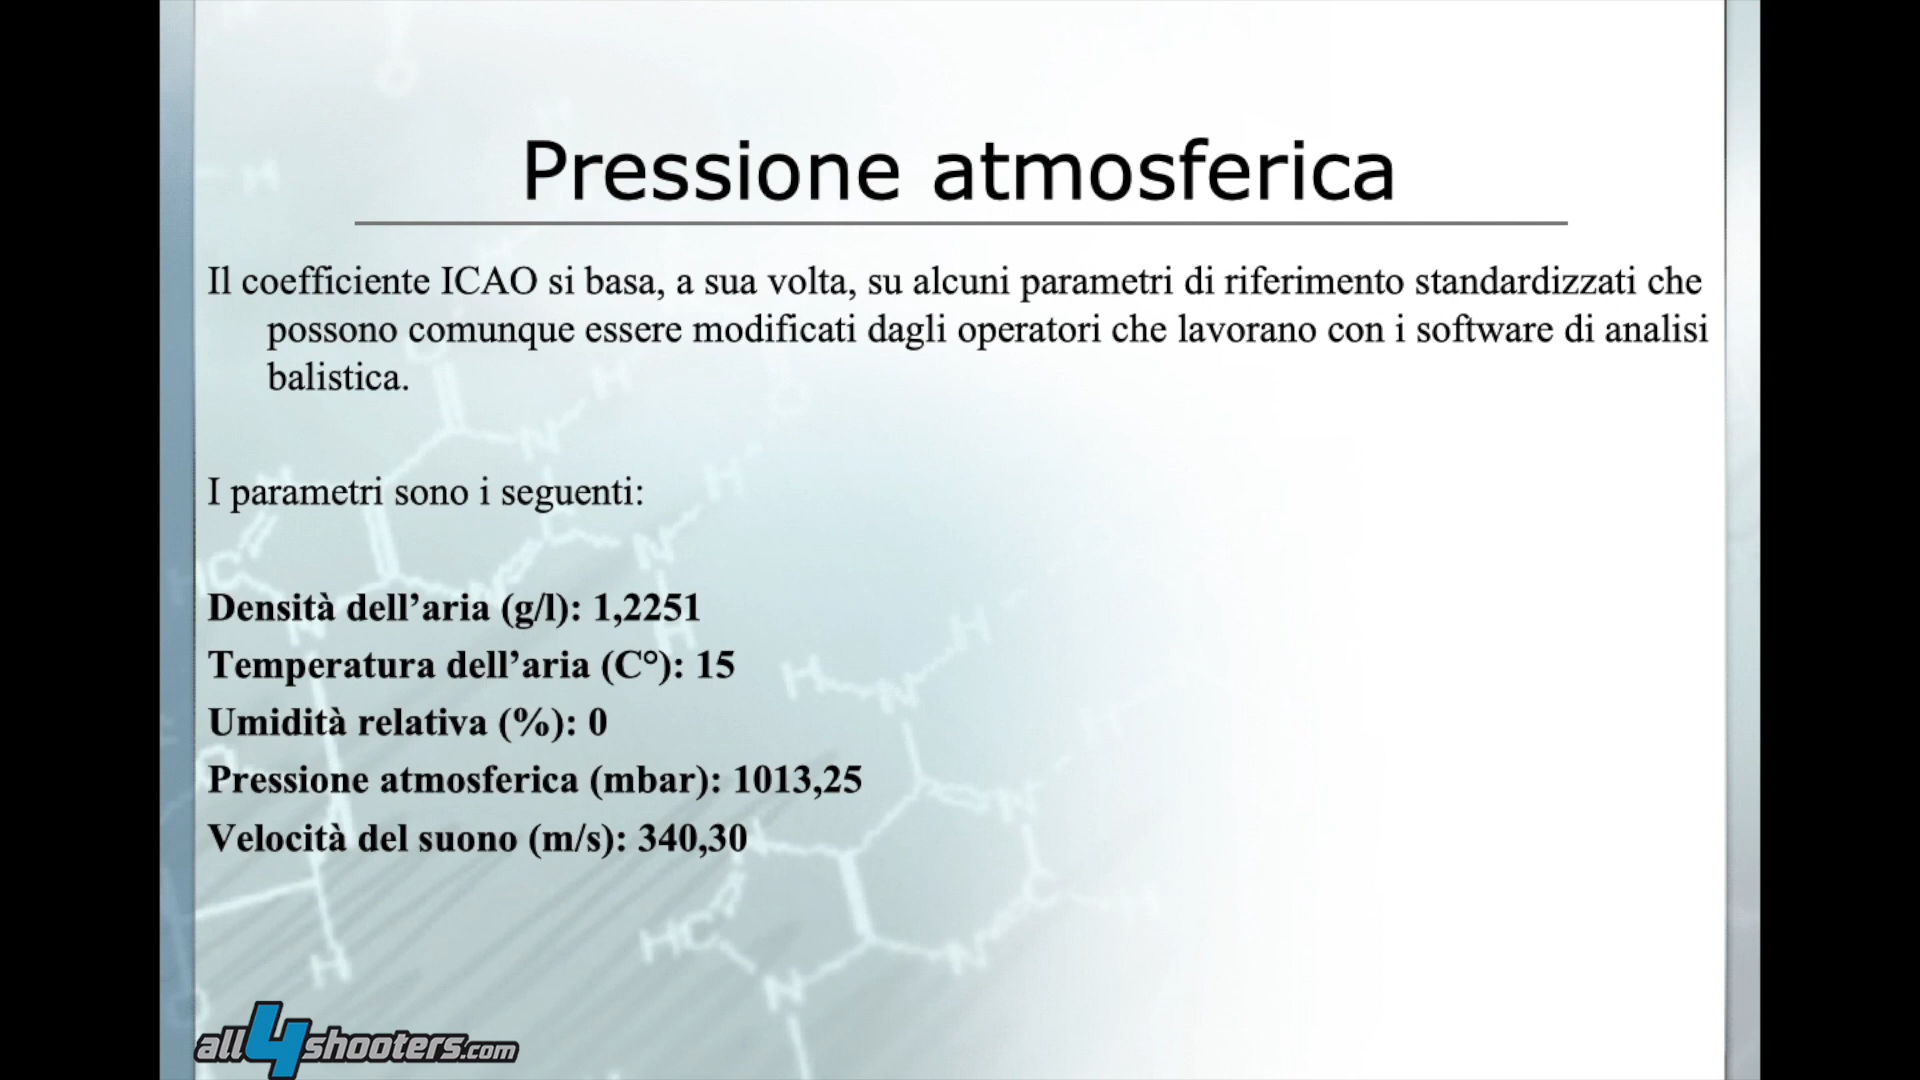 Pressione atmosferica
Il coefficiente ICAO si basa, a sua volta, su alcuni parametri di riferimento standardizzati che
possono comunque essere modificati dagli operatori che lavorano con i software di analisi
balistica.
I parametri sono i seguenti:
Densità dell’aria (g/l): 1,2251
Temperatura dell’aria (C°): 15
Umidità relativa (%): 0
Pressione atmosferica (mbar): 1013,25
Velocità del suono (m/s): 340,30
all4shooters.com